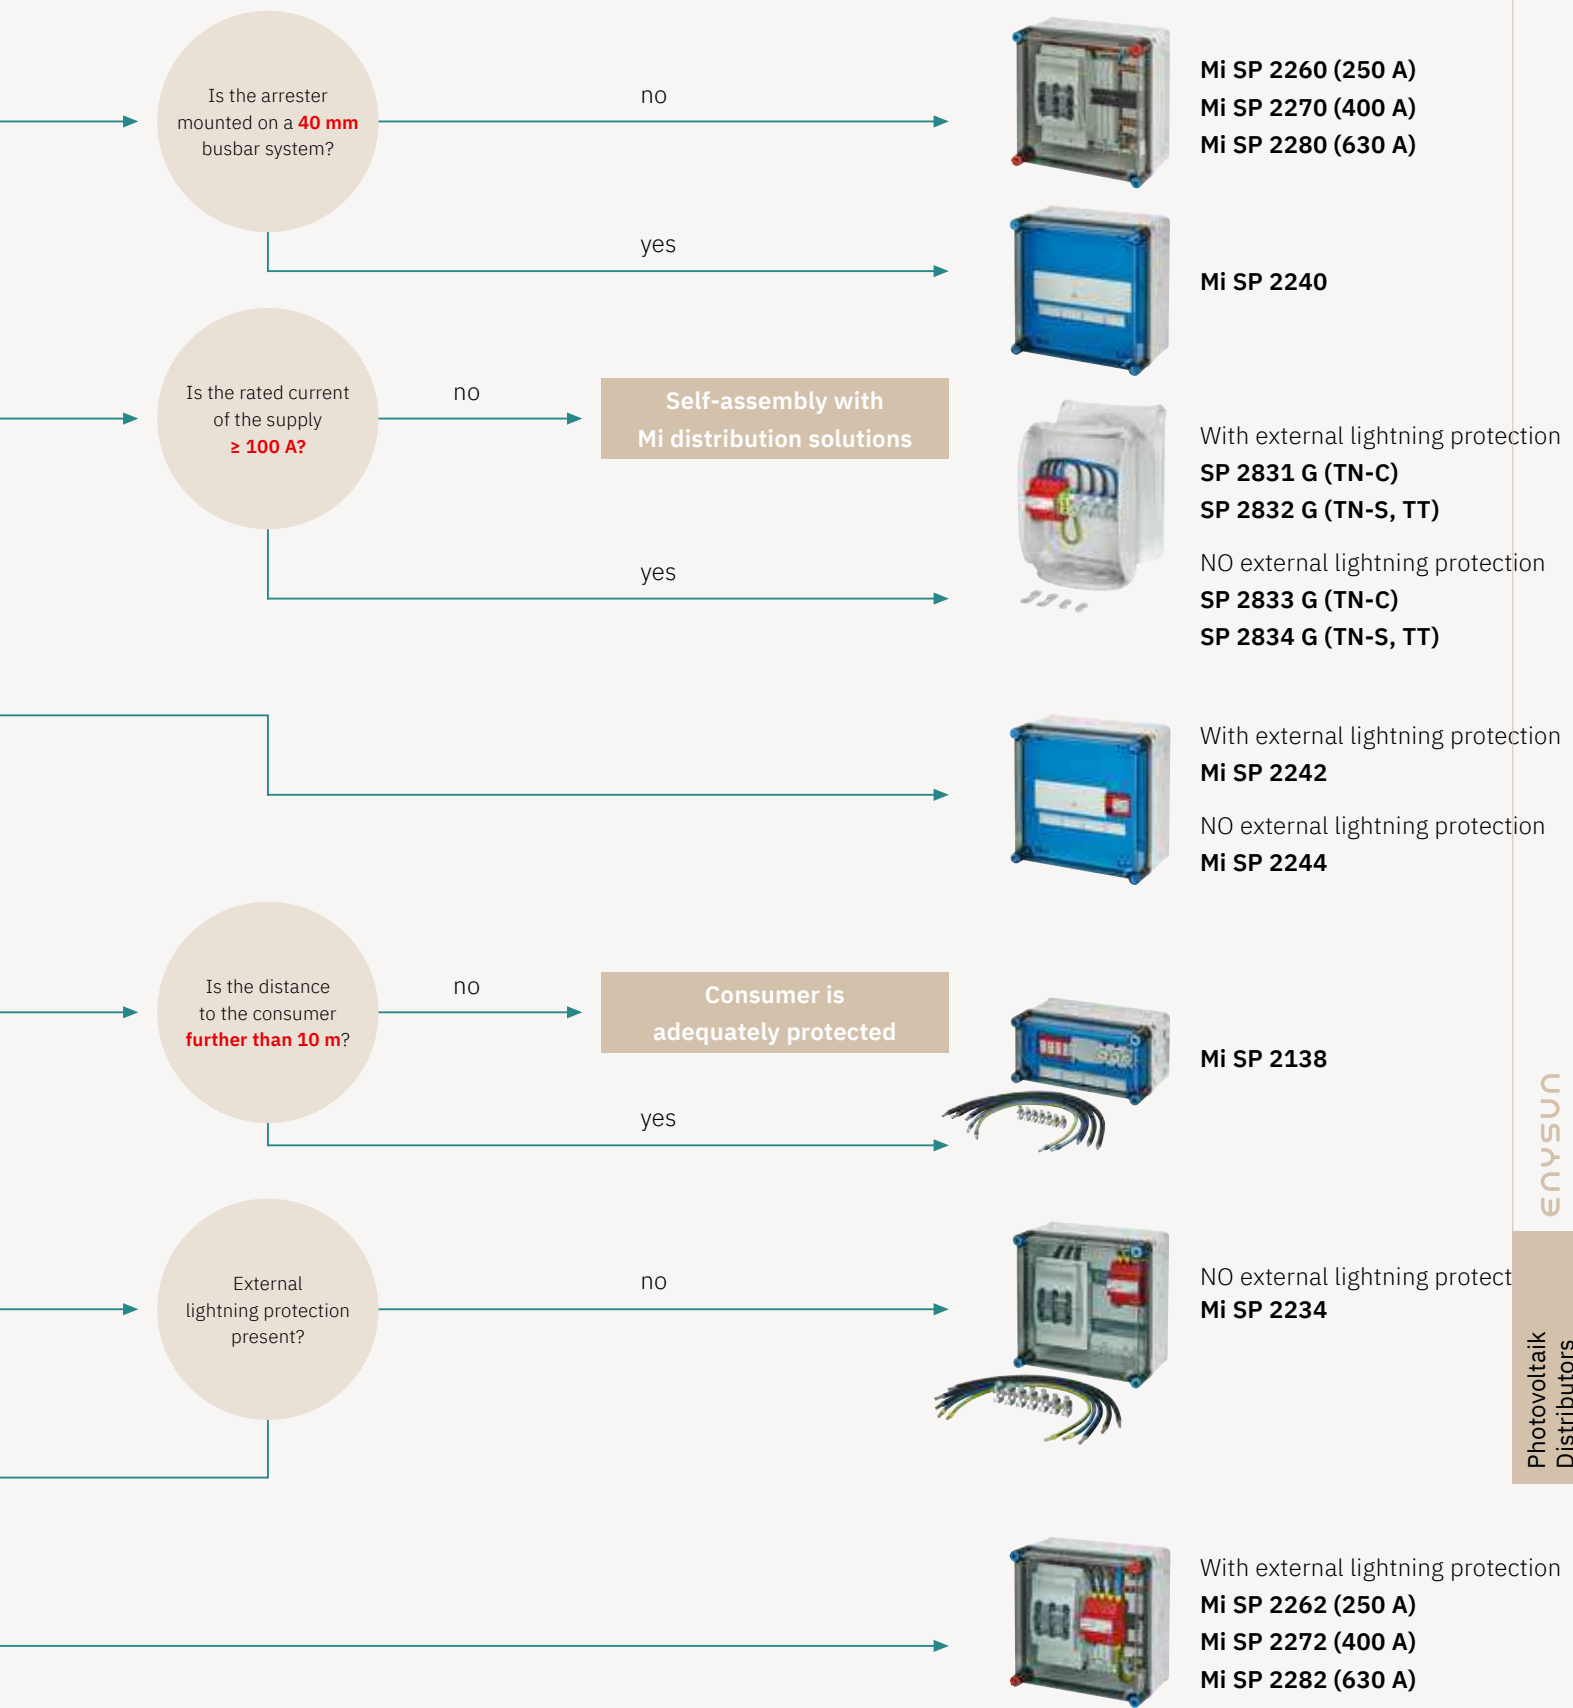 Is the arrester
mounted on a 40 mm
busbar system?
no
Mi SP 2260 (250 A)
Mi SP 2270 (400 A)
Mi SP 2280 (630 A)
yes
Mi SP 2240
Is the rated current
of the supply
≥ 100 A?
no
Self-assembly with
Mi distribution solutions
With external lightning protection
SP 2831 G (TN-C)
SP 2832 G (TN-S, TT)
NO external lightning protection
SP 2833 G (TN-C)
SP 2834 G (TN-S, TT)
yes
With external lightning protection
Mi SP 2242
NO external lightning protection
Mi SP 2244
Is the distance
to the consumer
further than 10 m?
no
Consumer is
adequately protected
Mi SP 2138
yes
External
lightning protection
present?
no
NO external lightning protect
Mi SP 2234
With external lightning protection
Mi SP 2262 (250 A)
Mi SP 2272 (400 A)
Mi SP 2282 (630 A)
ENYSUN
Photovoltaik
Distributors